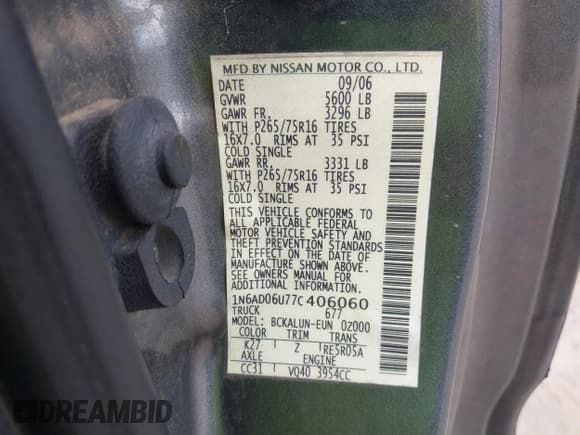 MFD BY NISSAN MOTOR CO., LTD.
DATE 09/06
GVWR 5600 LB
GAWR FR. 3296 LB
WITH P265/75R16 TIRES
16X7.0 RIMS AT 35 PSI
COLD SINGLE
GAWR RR. 3331 LB
WITH P265/75R16 TIRES
16X7.0 RIMS AT 35 PSI
COLD SINGLE
THIS VEHICLE CONFORMS TO
ALL APPLICABLE FEDERAL
MOTOR VEHICLE SAFETY AND
THEFT PREVENTION STANDARDS
IN EFFECT ON THE DATE OF
MANUFACTURE SHOWN ABOVE.
SEE OWNERS MANUAL FOR
ADDITIONAL INFORMATION
1N6AD06U77C406060
TRUCK 677
MODEL: BCKALUN-EUN 0Z000
COLOR TRIM TRANS
K27 Z RE5R05A
AXLE ENGINE
CC31 VQ40 3954CC
DREAMBID